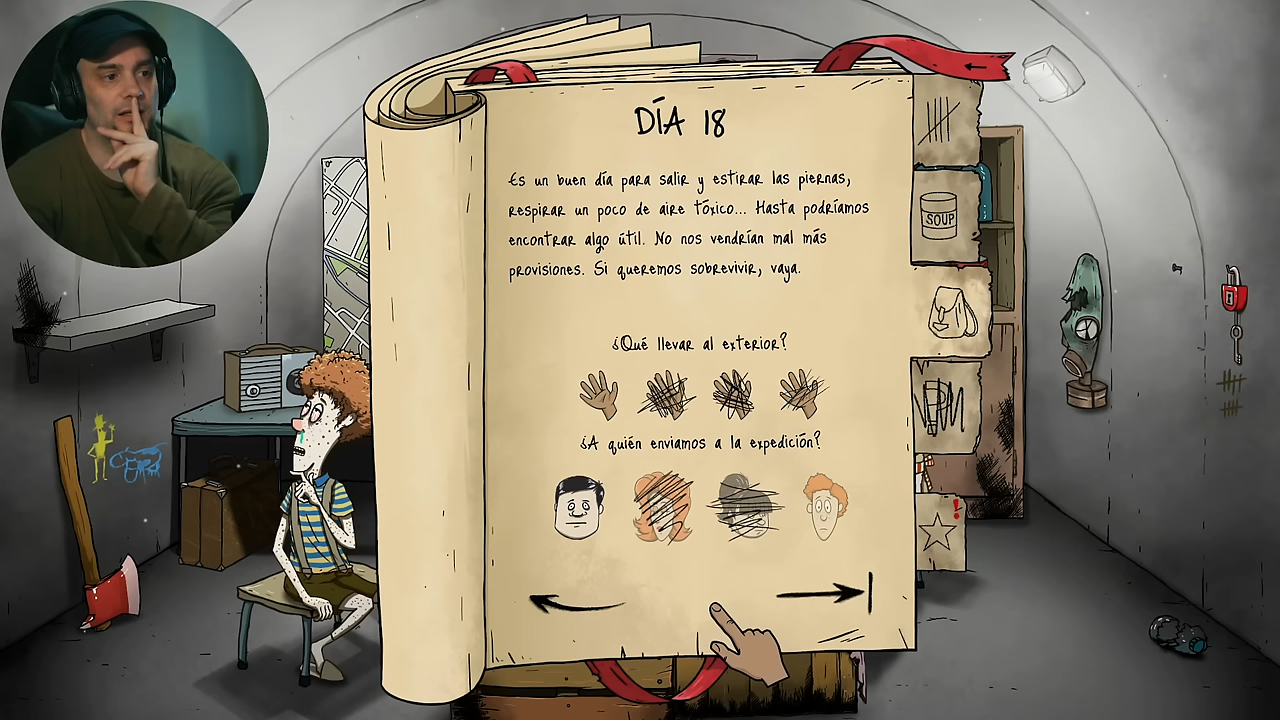 DÍA 18
Es un buen día para salir y estirar las piernas,
respirar un poco de aire tóxico... Hasta podríamos
encontrar algo útil. No nos vendrían mal más
provisiones. Si queremos sobrevivir, vaya.
¿Qué llevar al exterior?
¿A quién enviamos a la expedición?
SOUP
!